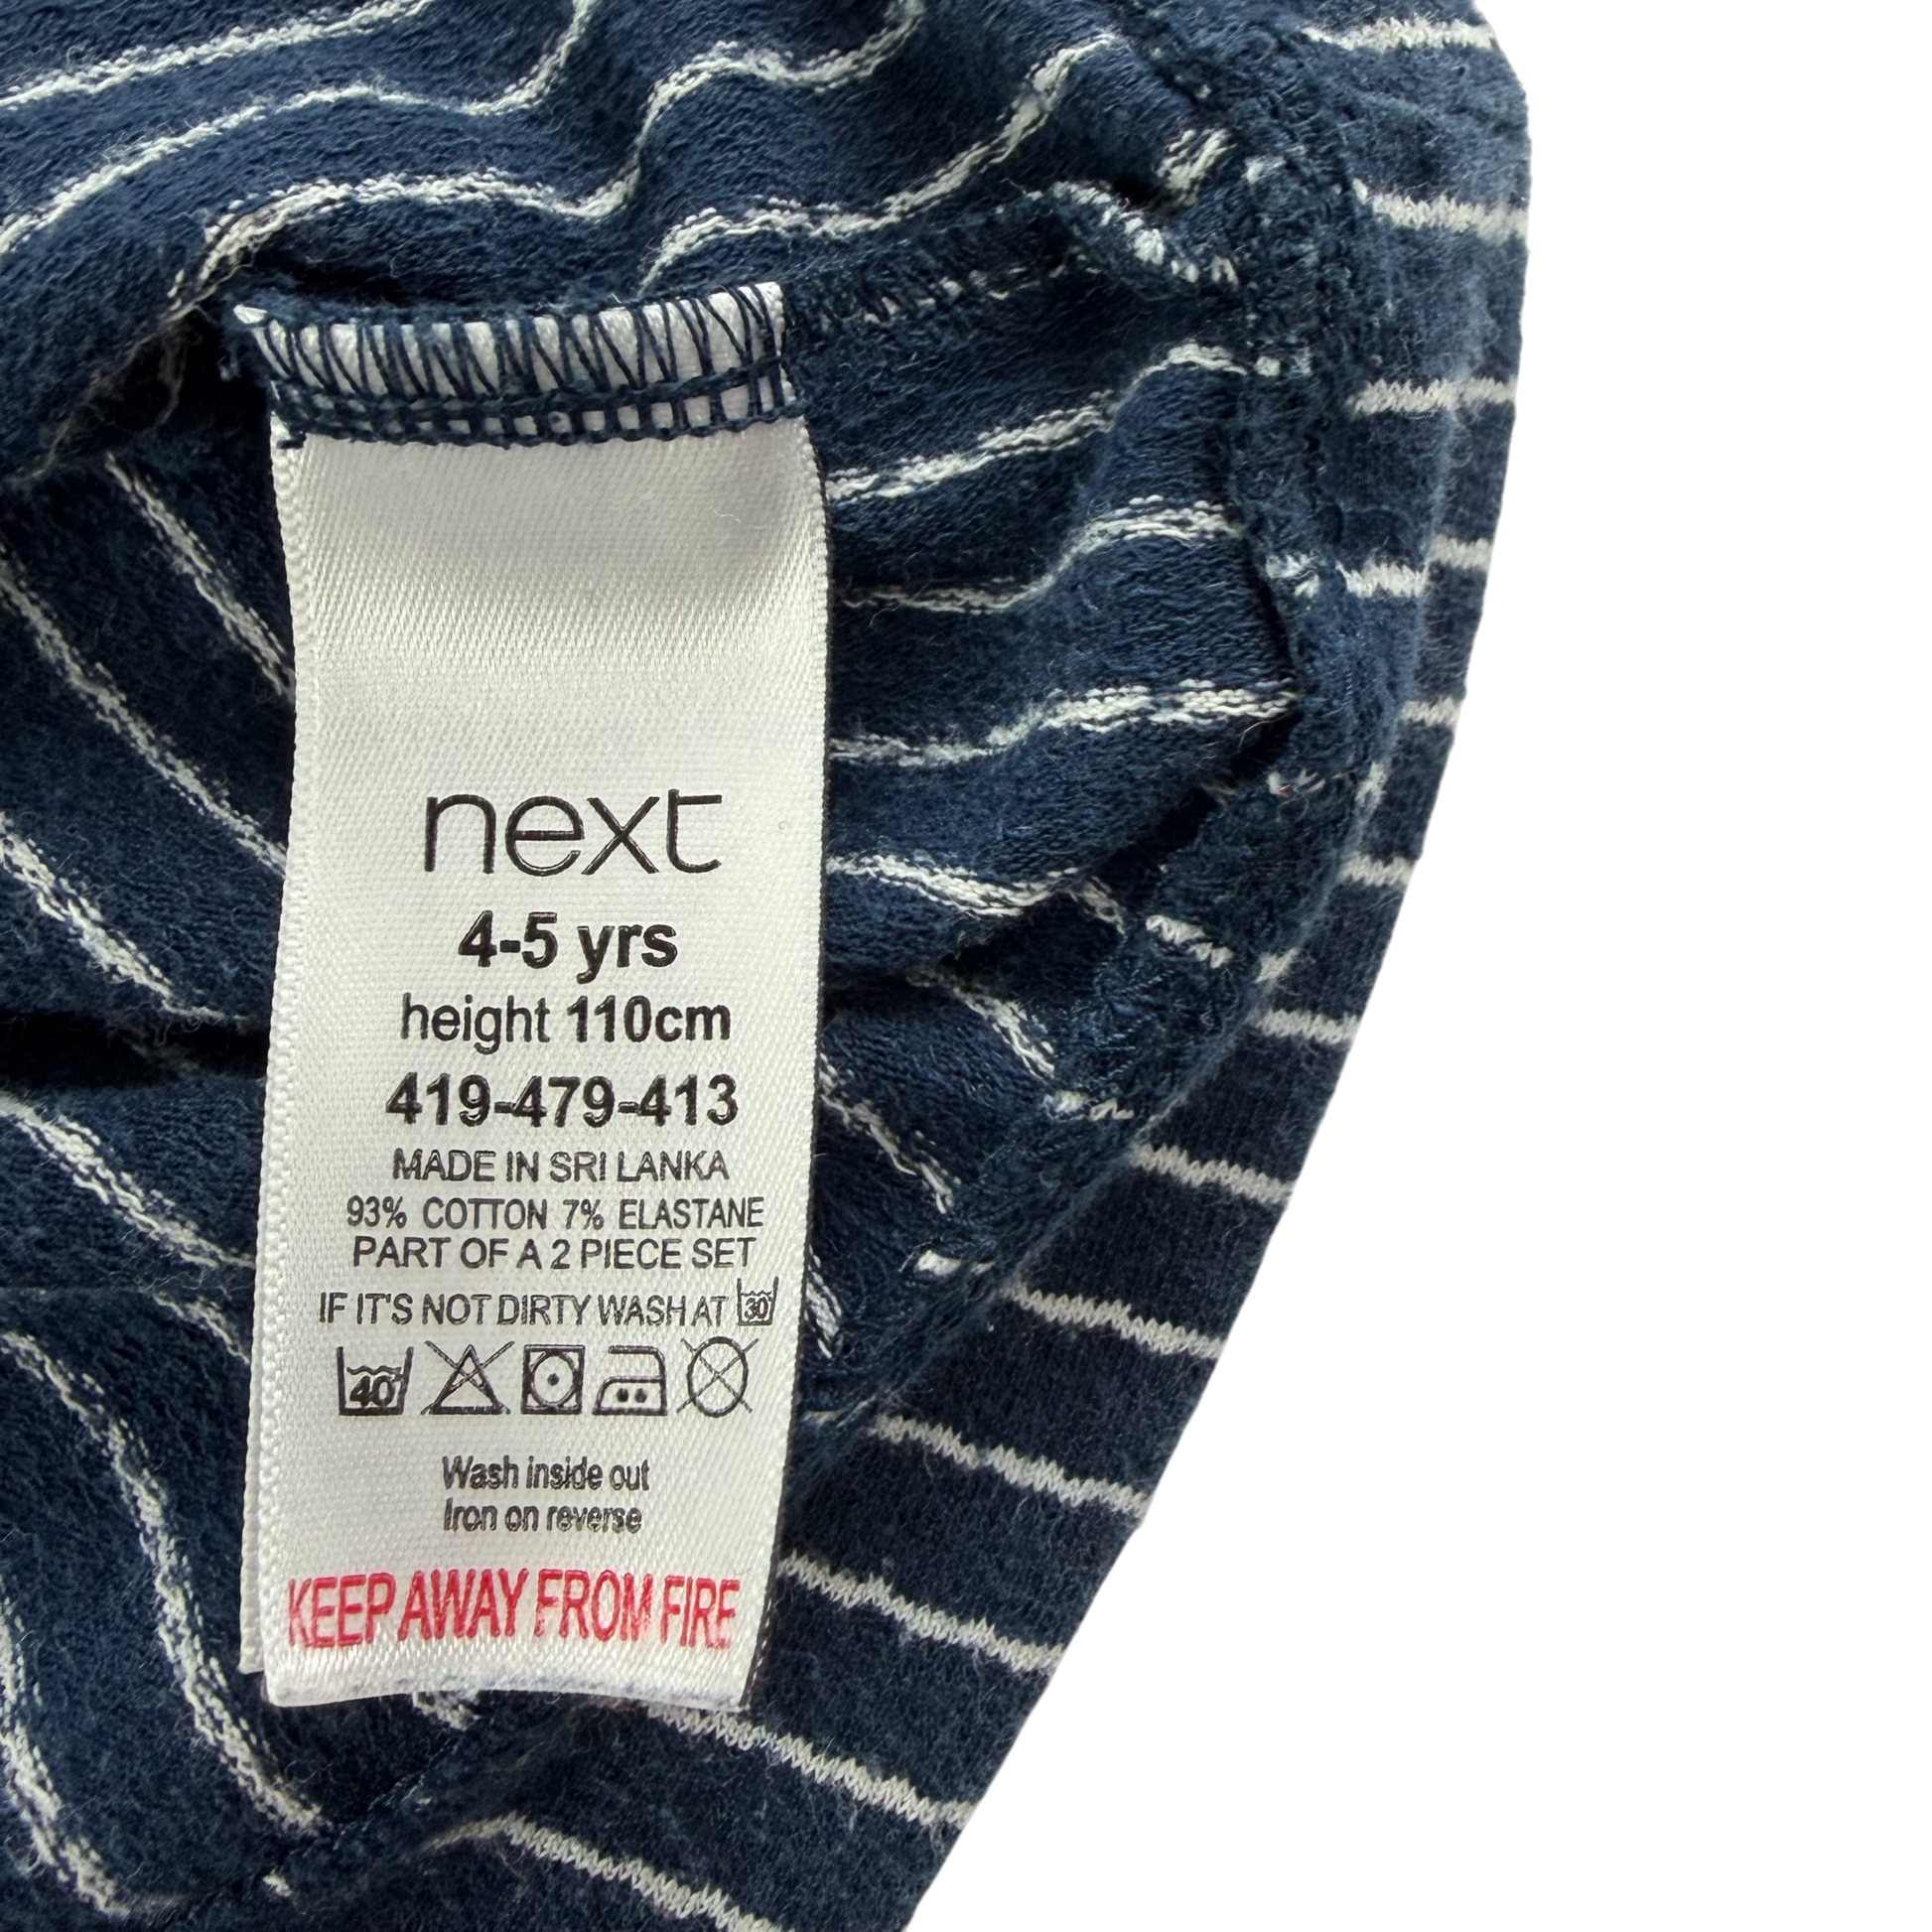 next
4-5 yrs
height 110cm
419-479-413
MADE IN SRI LANKA
93% COTTON 7% ELASTANE
PART OF A 2 PIECE SET
IF IT'S NOT DIRTY WASH AT 30°
40°
Wash inside out
Iron on reverse
KEEP AWAY FROM FIRE